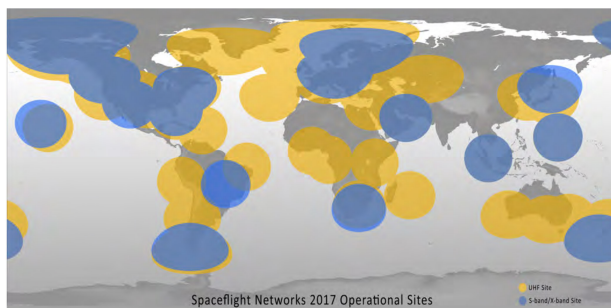 UHF Site
S-band/X-band Site
Spaceflight Networks 2017 Operational Sites